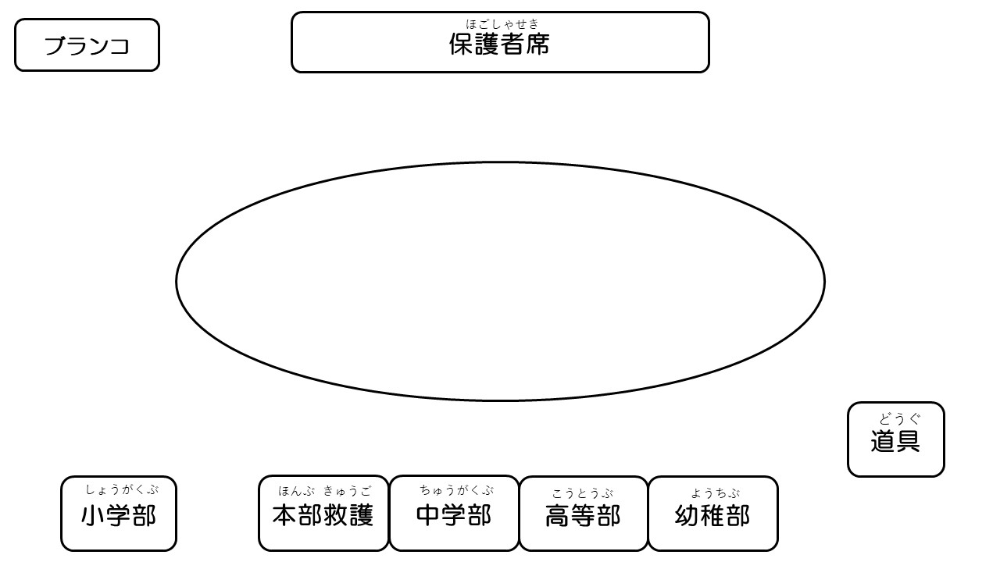 ブランコ
ほごしゃせき
保護者席
どうぐ
道具
しょうがくぶ
小学部
ほんぶ きゅうご
本部救護
ちゅうがくぶ
中学部
こうとうぶ
高等部
ようちぶ
幼稚部